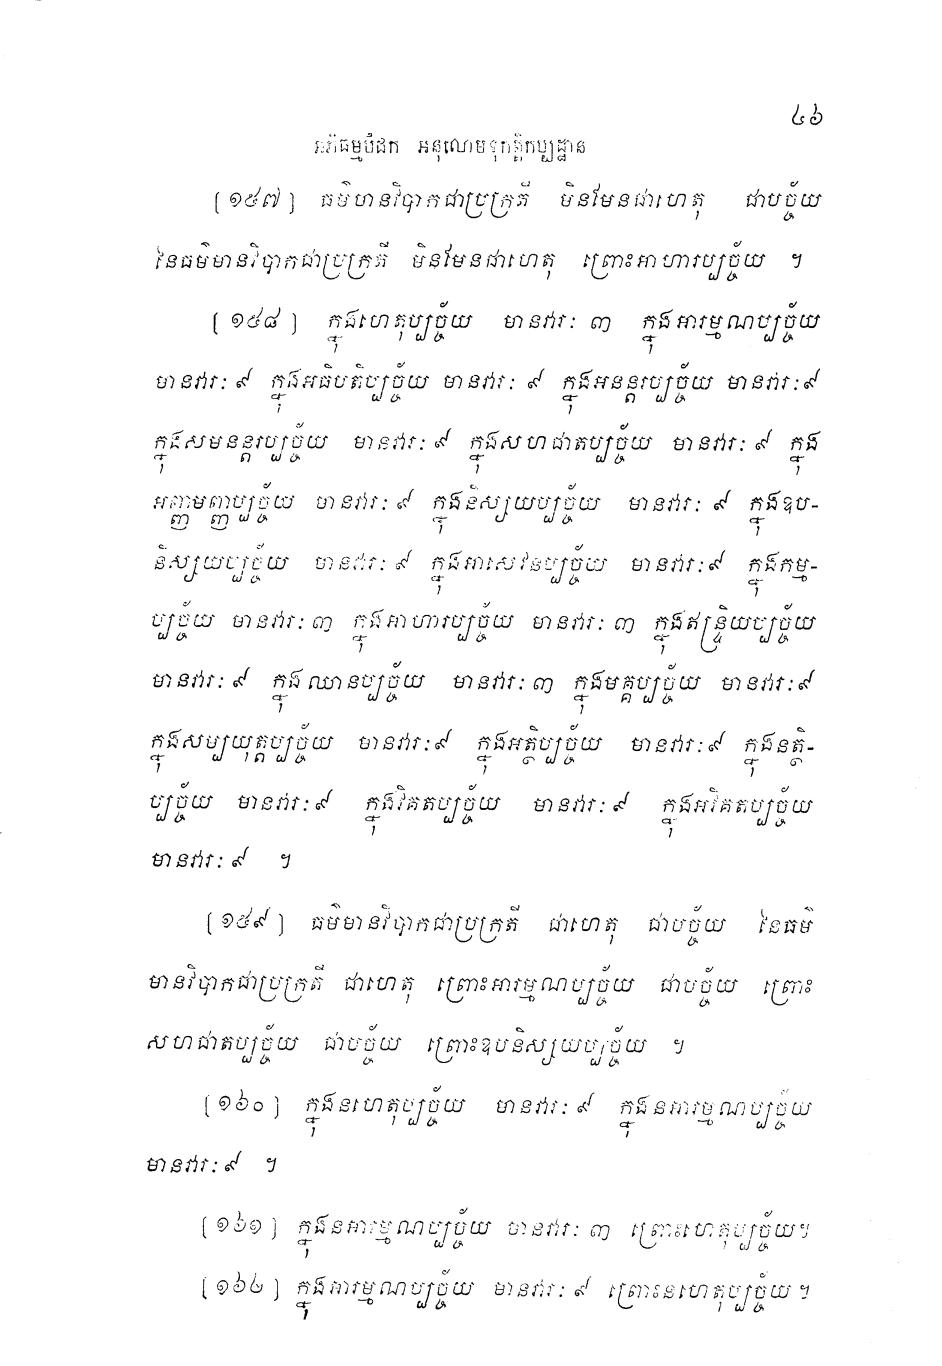 ៤៦
អភិធម្មបិដក អនុលោមទុកត្តិកប្បដ្ឋាន
[១៥៧] ធម៌មានវិបាកជាប្រក្រតី មិនមែនជាហេតុ ជាបច្ច័យ
នៃធម៌មានវិបាកជាប្រក្រតី មិនមែនជាហេតុ ព្រោះអាហារប្បច្ច័យ ។
[១៥៨] ក្នុងហេតុប្បច្ច័យ មានវារៈ ៣ ក្នុងអារម្មណប្បច្ច័យ
មានវារៈ ៩ ក្នុងអធិបតិប្បច្ច័យ មានវារៈ ៩ ក្នុងអនន្តរប្បច្ច័យ មានវារៈ៩
ក្នុងសមនន្តរប្បច្ច័យ មានវារៈ ៩ ក្នុងសហជាតប្បច្ច័យ មានវារៈ ៩ ក្នុង
អញ្ញមញ្ញប្បច្ច័យ មានវារៈ ៩ ក្នុងនិស្សយប្បច្ច័យ មានវារៈ ៩ ក្នុងឧប-
និស្សយប្បច្ច័យ មានវារៈ ៩ ក្នុងអាសេវនប្បច្ច័យ មានវារៈ៩ ក្នុងកម្ម-
ប្បច្ច័យ មានវារៈ ៣ ក្នុងអាហារប្បច្ច័យ មានវារៈ ៣ ក្នុងឥន្ទ្រិយប្បច្ច័យ
មានវារៈ ៩ ក្នុងឈានប្បច្ច័យ មានវារៈ ៣ ក្នុងមគ្គប្បច្ច័យ មានវារៈ៩
ក្នុងសម្បយុត្តប្បច្ច័យ មានវារៈ៩ ក្នុងអត្ថិប្បច្ច័យ មានវារៈ៩ ក្នុងនត្ថិ-
ប្បច្ច័យ មានវារៈ៩ ក្នុងវិគតប្បច្ច័យ មានវារៈ ៩ ក្នុងអវិគតប្បច្ច័យ
មានវារៈ ៩ ។
[១៥៩] ធម៌មានវិបាកជាប្រក្រតី ជាហេតុ ជាបច្ច័យ នៃធម៌
មានវិបាកជាប្រក្រតី ជាហេតុ ព្រោះអារម្មណប្បច្ច័យ ជាបច្ច័យ ព្រោះ
សហជាតប្បច្ច័យ ជាបច្ច័យ ព្រោះឧបនិស្សយប្បច្ច័យ ។
[១៦០] ក្នុងនហេតុប្បច្ច័យ មានវារៈ ៩ ក្នុងនអារម្មណប្បច្ច័យ
មានវារៈ ៩ ។
[១៦១] ក្នុងនអារម្មណប្បច្ច័យ មានវារៈ ៣ ព្រោះហេតុប្បច្ច័យ។
[១៦២] ក្នុងអារម្មណប្បច្ច័យ មានវារៈ ៩ ព្រោះនហេតុប្បច្ច័យ។